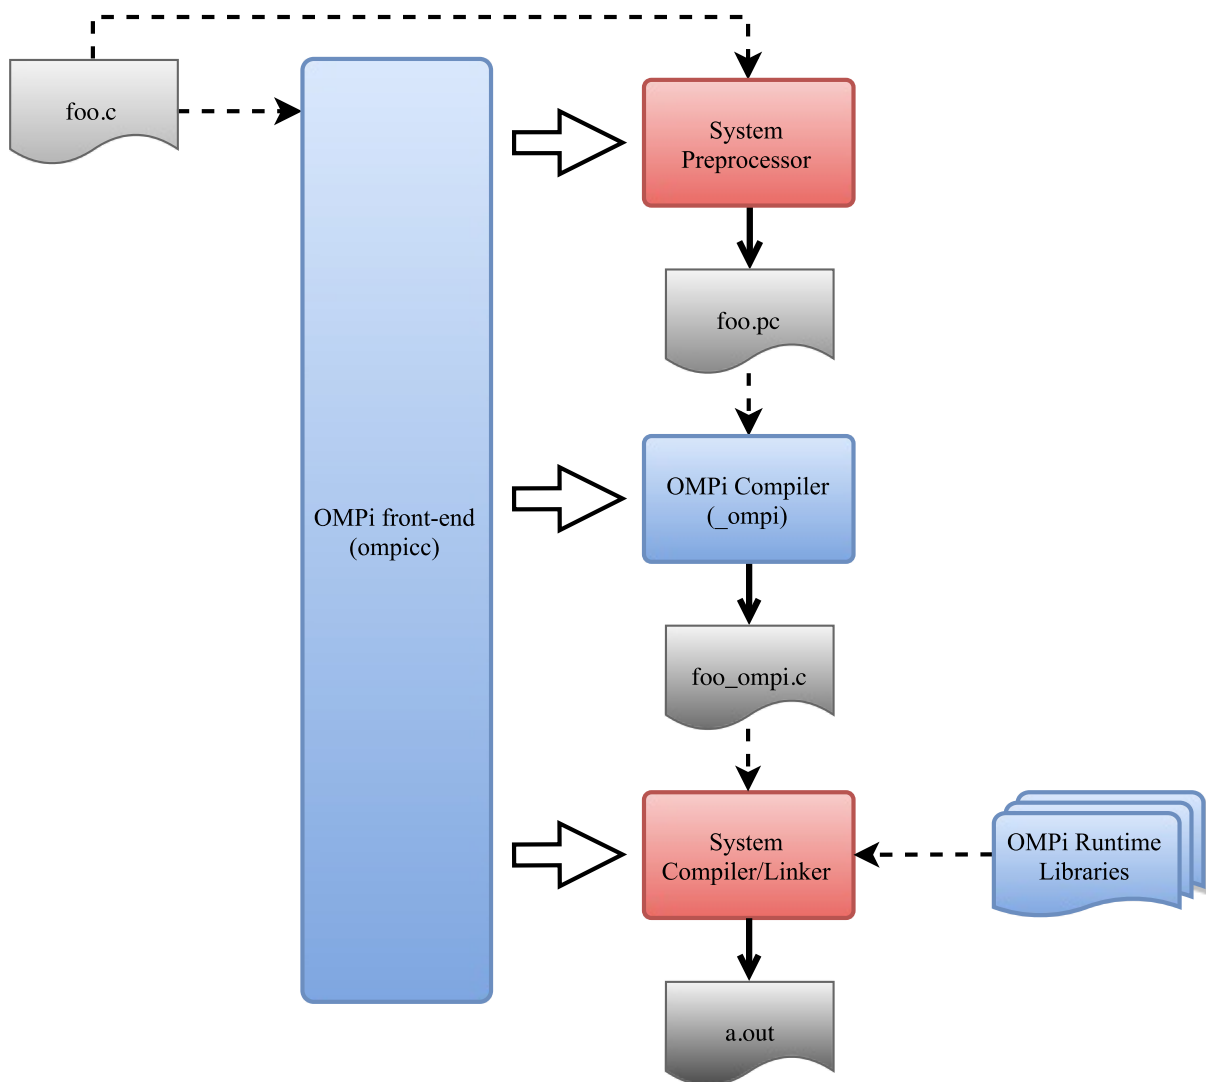 foo.c
System
Preprocessor
foo.pc
OMPi Compiler
(_ompi)
OMPi front-end
(ompicc)
foo_ompi.c
System
Compiler/Linker
OMPi Runtime
Libraries
a.out